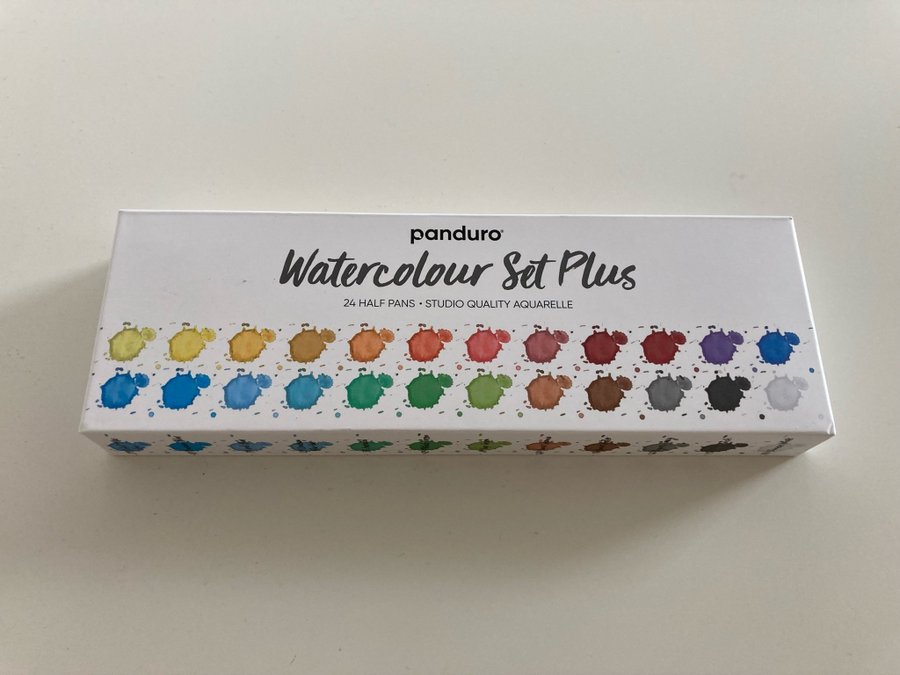 panduro®
Watercolour Set Plus
24 HALF PANS • STUDIO QUALITY AQUARELLE